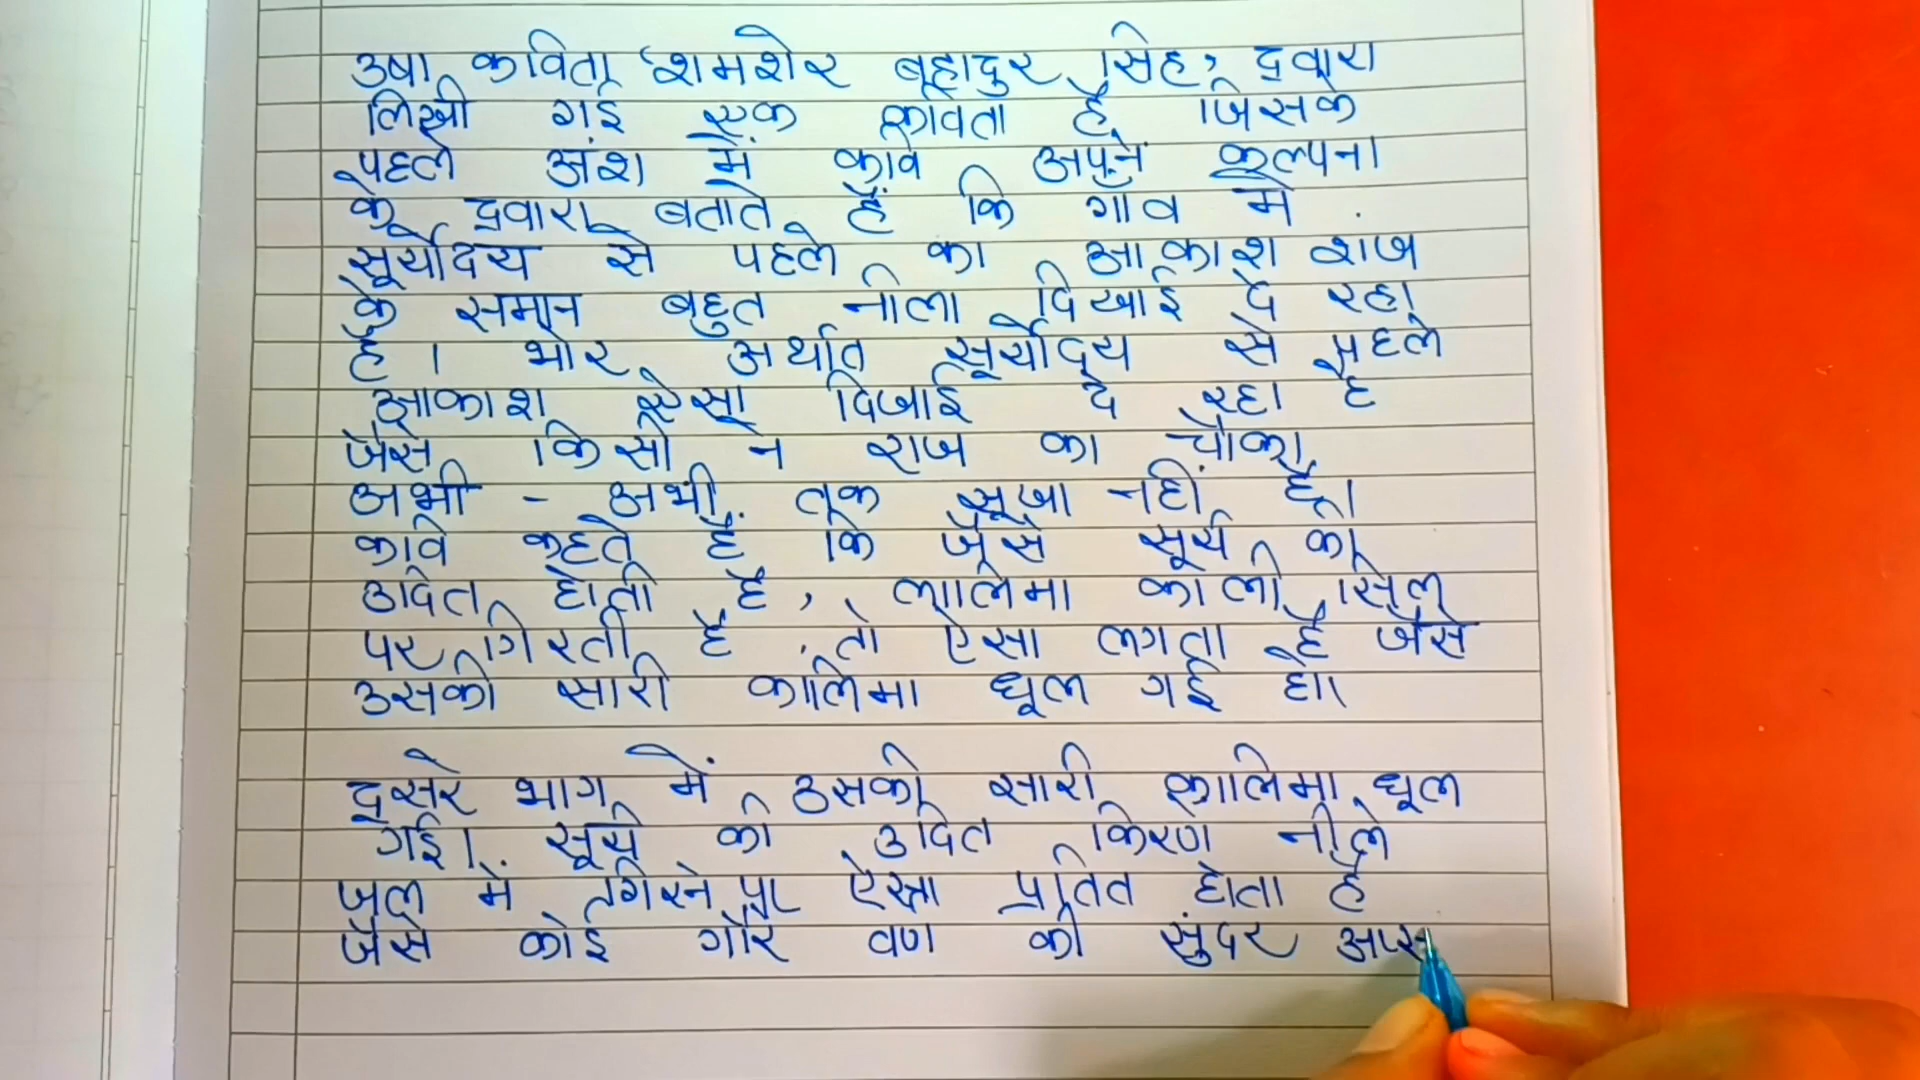 उषा कविता 'शमशेर बहादुर सिंह' द्वारा
लिखी गई एक कविता है जिसके
पहले अंश में कवि अपने कल्पना
के द्वारा बताते हैं कि गाँव में
सूर्योदय से पहले का आकाश शंख
के समान बहुत नीला दिखाई दे रहा
है । भोर अर्थात सूर्योदय से पहले
आकाश ऐसा दिखाई दे रहा है
जैसे किसी ने राख का चौका
अभी - अभी तक सूखा नहीं है।
कवि कहते हैं कि जैसे सूर्य की
उदित होती है, लालिमा काली सिल
पर गिरती है तो ऐसा लगता है जैसे
उसकी सारी कालिमा धूल गई हो।
दूसरे भाग में उसकी सारी कालिमा धूल
गई। सूर्य की उदित किरणे नीले
जल में गिरने पर ऐसा प्रतित होता है
जैसे कोई गौर वर्ण की सुंदर अप्स